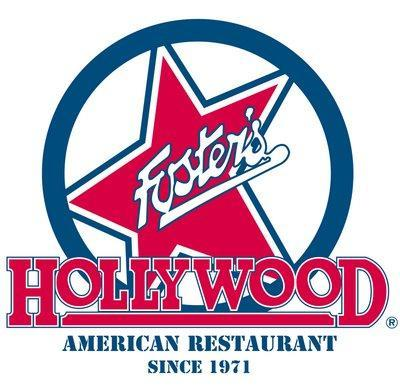 Foster's
HOLLYWOOD®
AMERICAN RESTAURANT
SINCE 1971